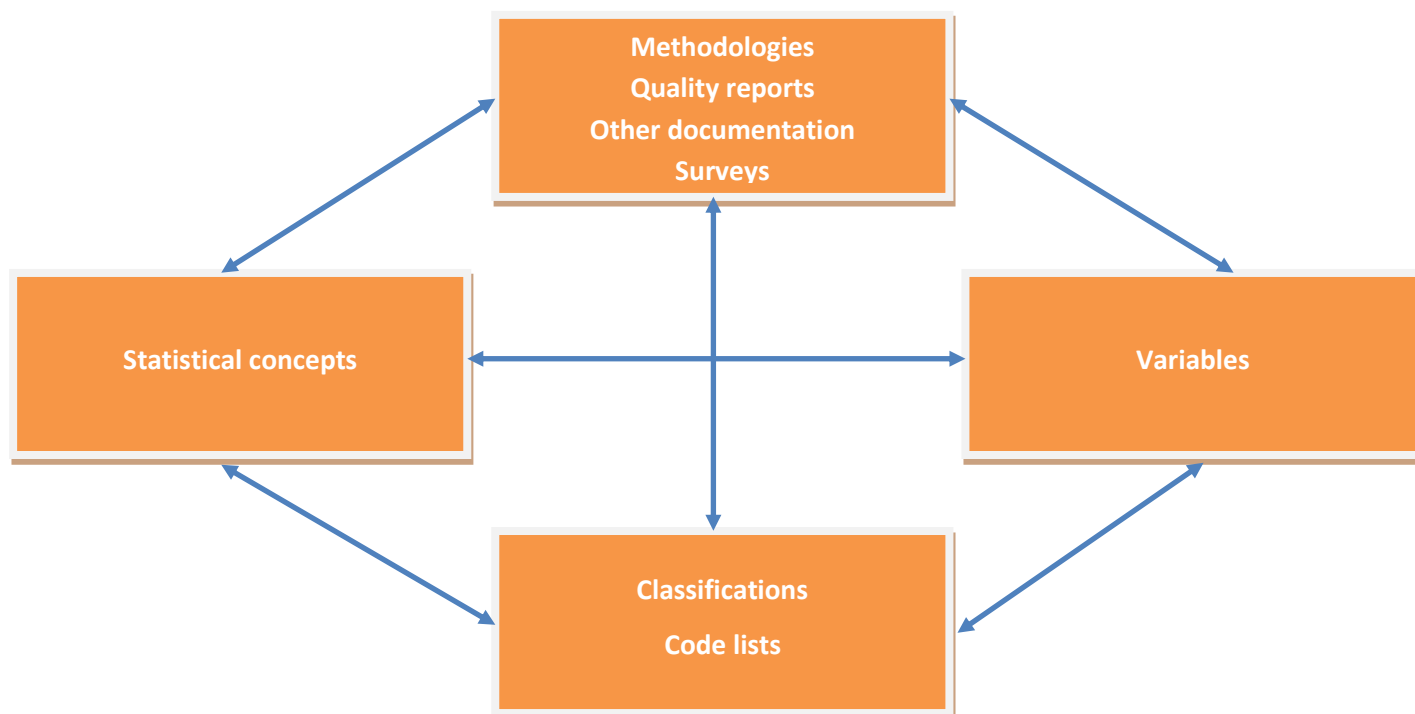 Methodologies
Quality reports
Other documentation
Surveys
Statistical concepts
Variables
Classifications
Code lists